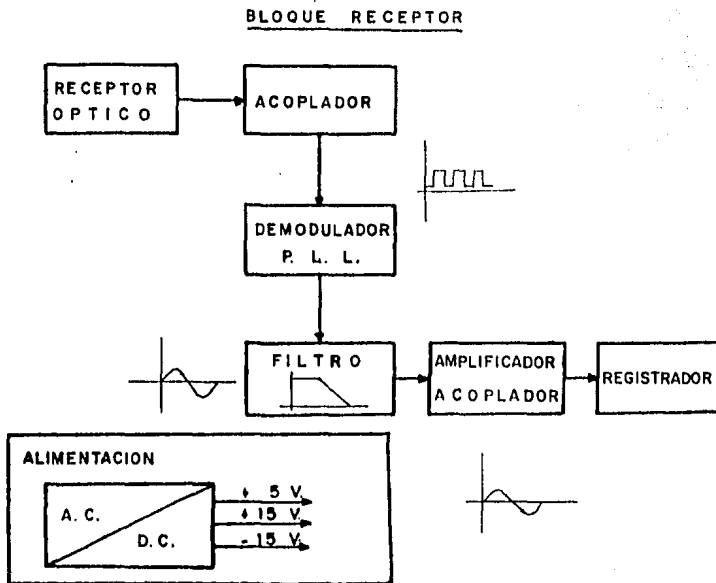 BLOQUE RECEPTOR
RECEPTOR
OPTICO
ACOPLADOR
DEMODULADOR
P. L. L.
FILTRO
AMPLIFICADOR
ACOPLADOR
REGISTRADOR
ALIMENTACION
A. C.
D. C.
+ 5 V.
+ 15 V.
- 15 V.